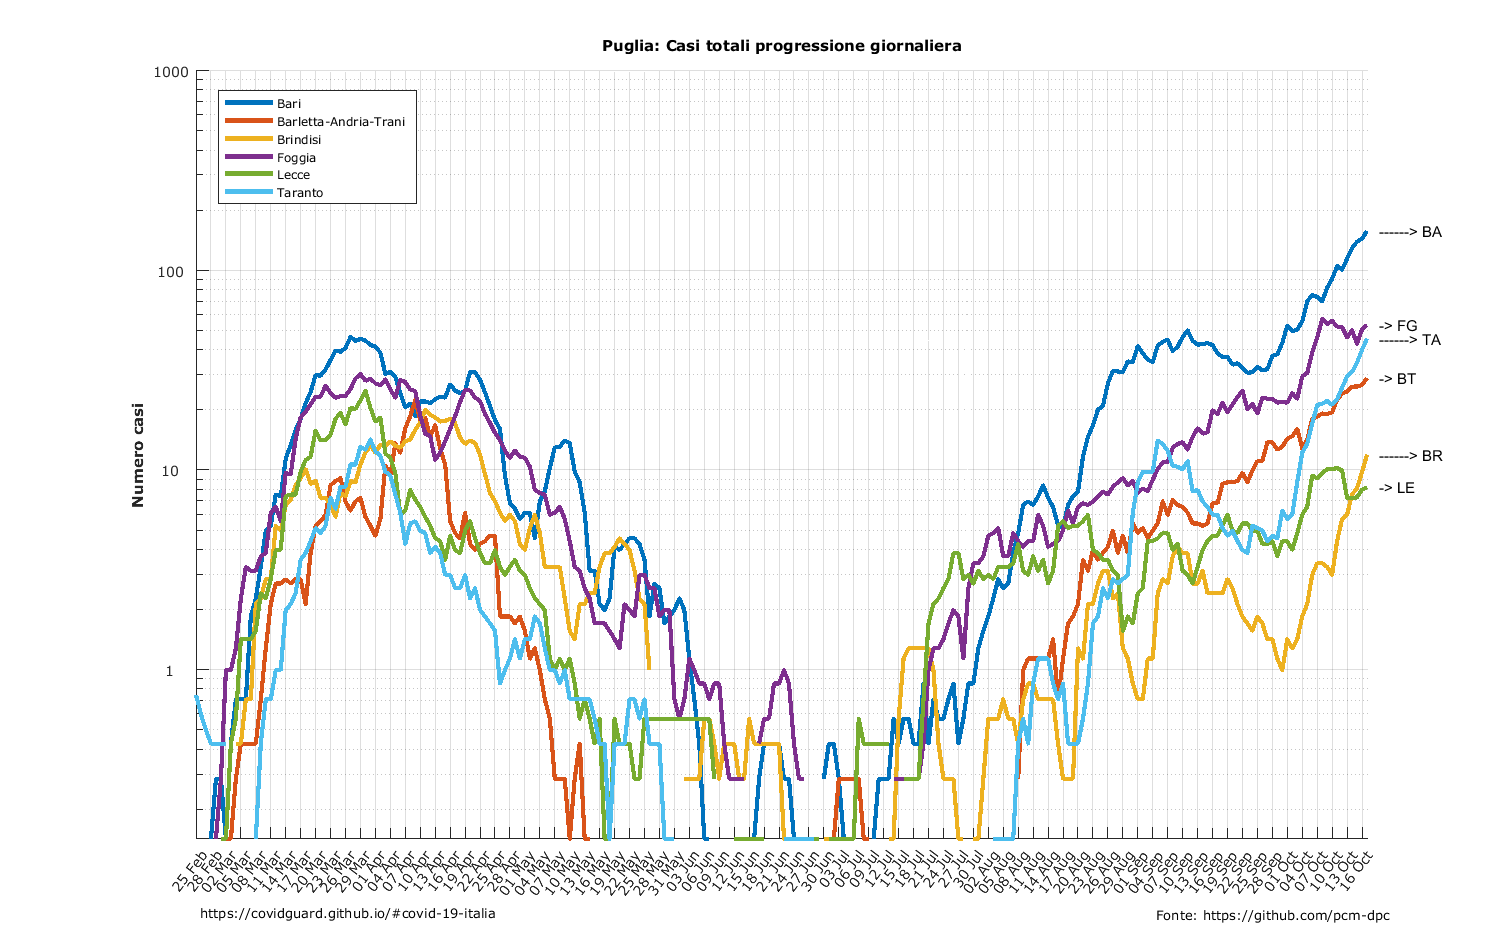 Puglia: Casi totali progressione giornaliera
1000
100
10
1
Numero casi
Bari
Barletta-Andria-Trani
Brindisi
Foggia
Lecce
Taranto
------> BA
-> FG
------> TA
-> BT
------> BR
-> LE
25 Feb
28 Feb
02 Mar
05 Mar
08 Mar
11 Mar
14 Mar
17 Mar
20 Mar
23 Mar
26 Mar
29 Mar
01 Apr
04 Apr
07 Apr
10 Apr
13 Apr
16 Apr
19 Apr
22 Apr
25 Apr
28 Apr
01 May
04 May
07 May
10 May
13 May
16 May
19 May
22 May
25 May
28 May
31 May
03 Jun
06 Jun
09 Jun
12 Jun
15 Jun
18 Jun
21 Jun
24 Jun
27 Jun
30 Jun
03 Jul
06 Jul
09 Jul
12 Jul
15 Jul
18 Jul
21 Jul
24 Jul
27 Jul
30 Jul
02 Aug
05 Aug
08 Aug
11 Aug
14 Aug
17 Aug
20 Aug
23 Aug
26 Aug
29 Aug
01 Sep
04 Sep
07 Sep
10 Sep
13 Sep
16 Sep
19 Sep
22 Sep
25 Sep
28 Sep
01 Oct
04 Oct
07 Oct
10 Oct
13 Oct
16 Oct
https://covidguard.github.io/#covid-19-italia
Fonte: https://github.com/pcm-dpc